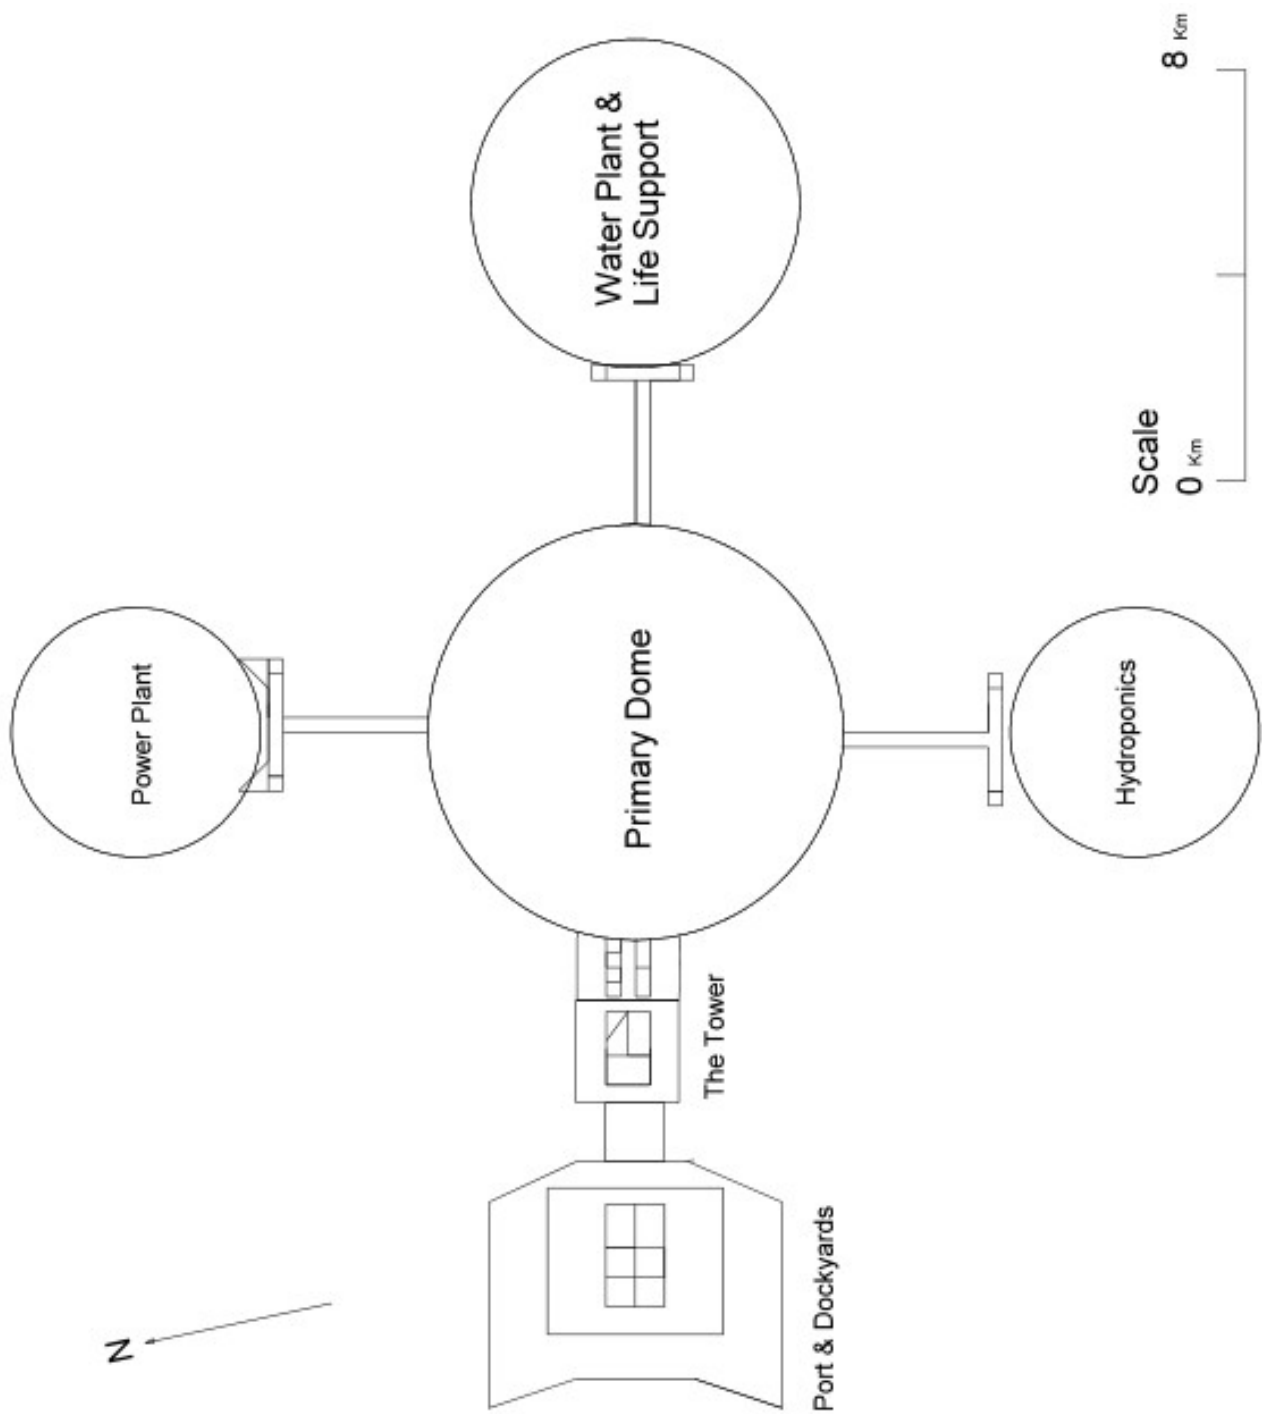 Power Plant
Water Plant &
Life Support
Primary Dome
Hydroponics
The Tower
Port & Dockyards
N
Scale
0 Km
8 Km